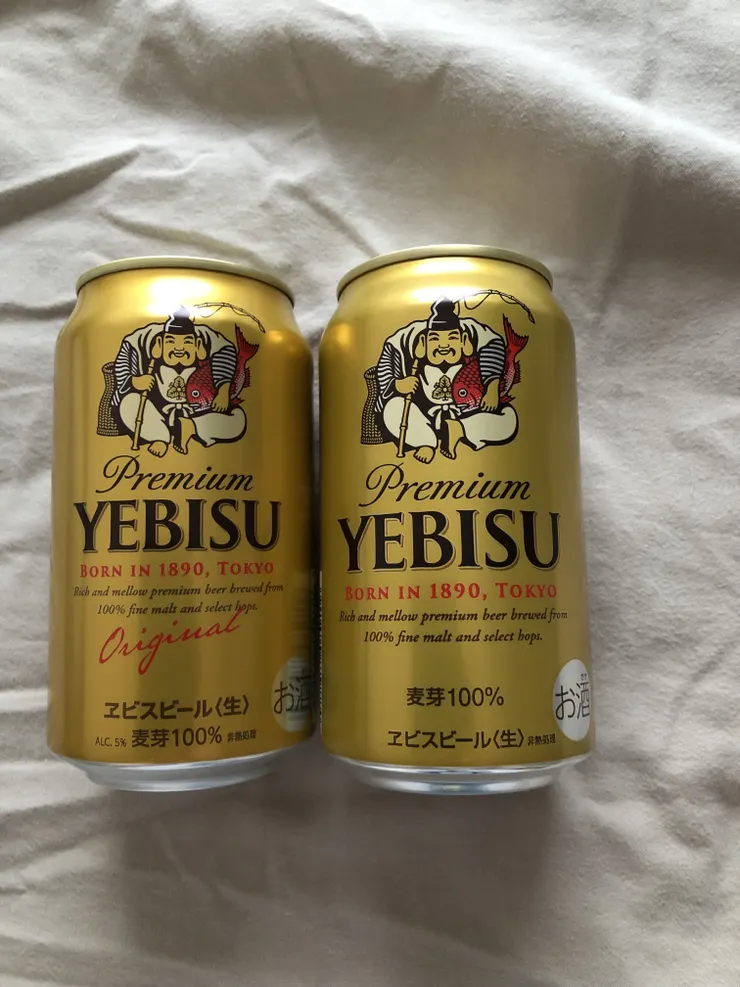 Premium
YEBISU
BORN IN 1890, TOKYO
Rich and mellow premium beer brewed from
100% fine malt and select hops.
Original
ヱビスビール〈生〉
ALC. 5% 麦芽100% 非熱処理
お酒
Premium
YEBISU
BORN IN 1890, TOKYO
Rich and mellow premium beer brewed from
100% fine malt and select hops.
麦芽100%
お酒
ヱビスビール〈生〉非熱処理